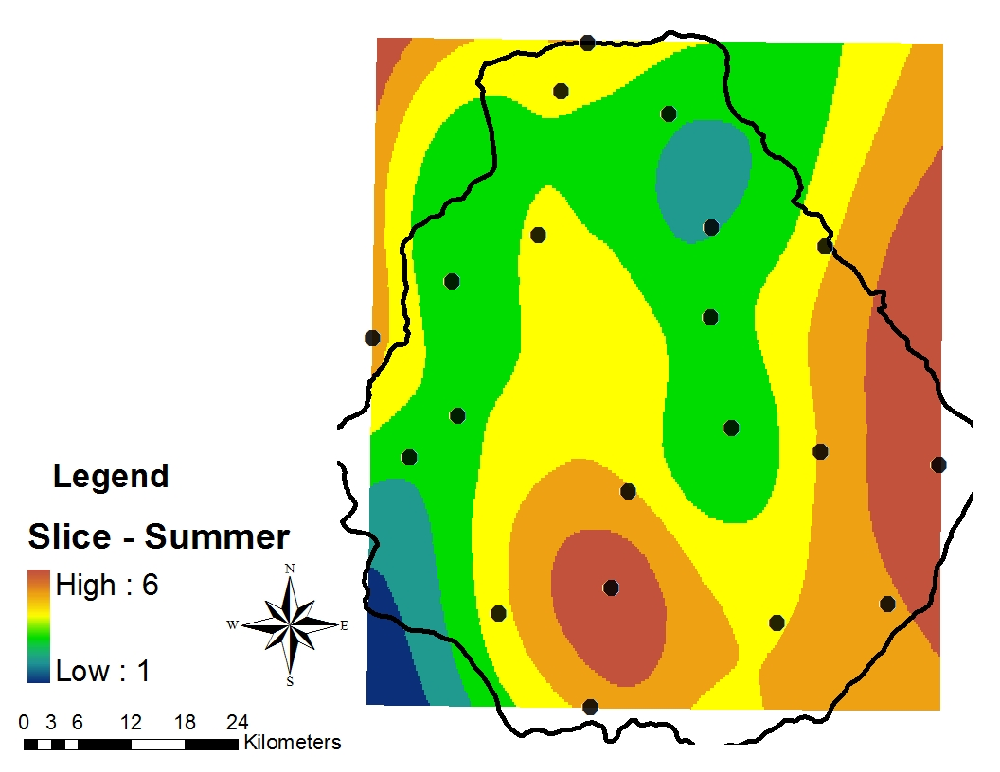 Legend
Slice - Summer
High : 6
Low : 1
N
W E
S
0 3 6 12 18 24
Kilometers